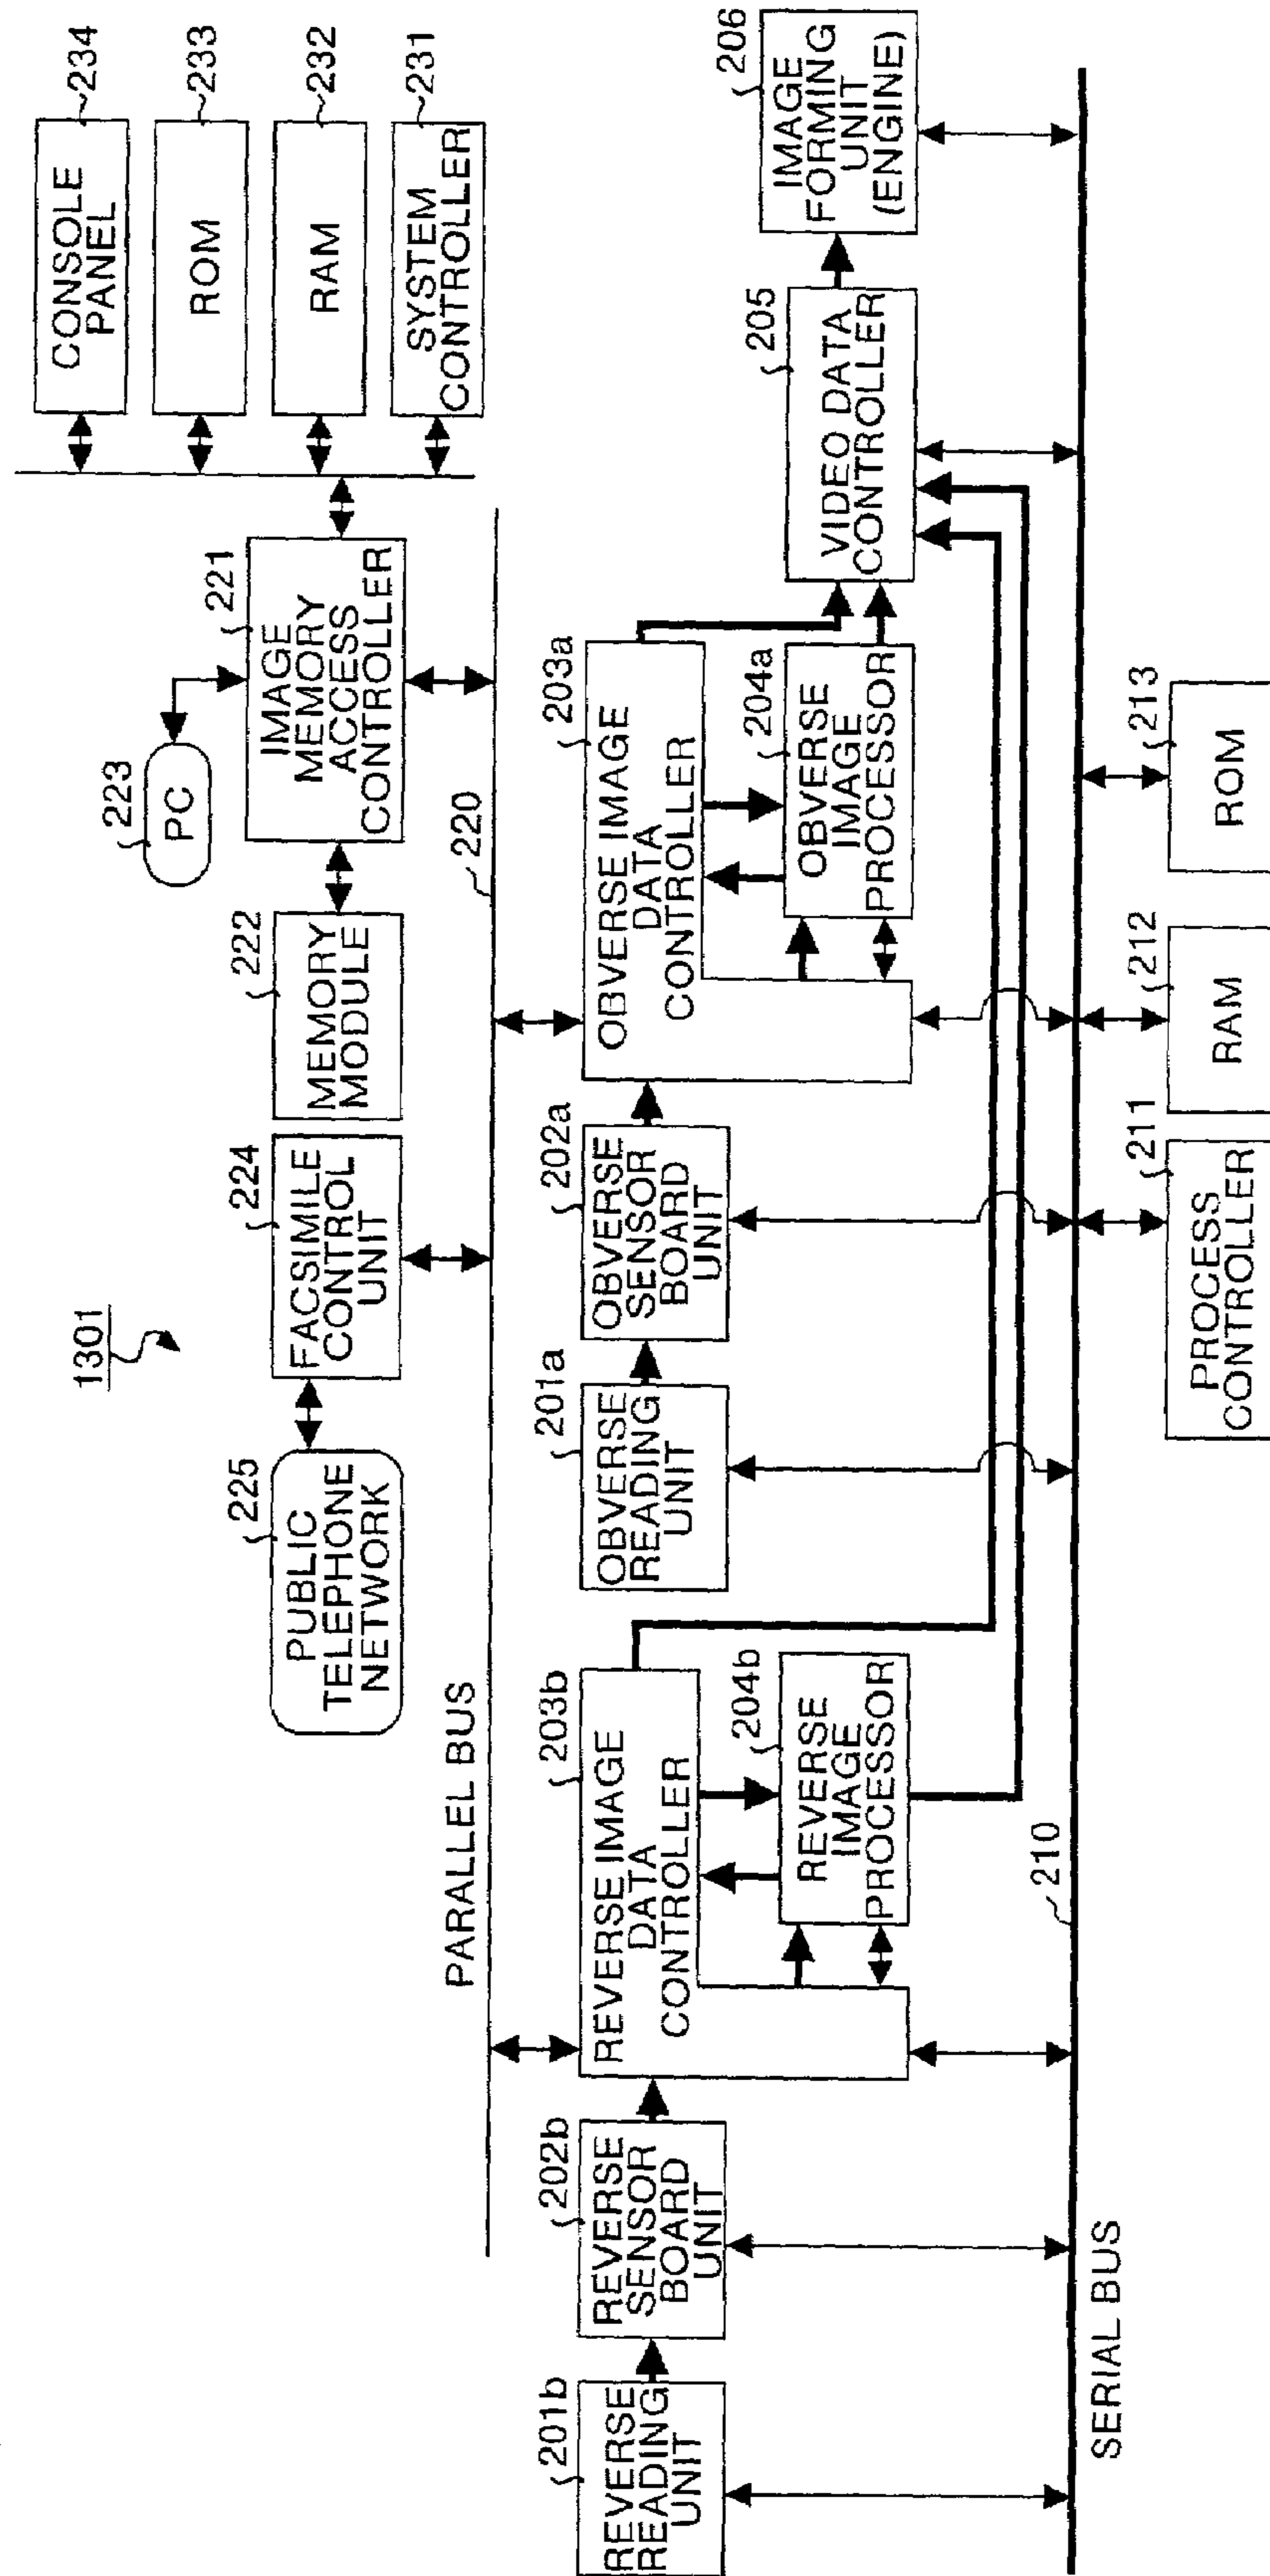 1301
CONSOLE
PANEL
234
ROM
233
RAM
232
SYSTEM
CONTROLLER
231
PC
223
IMAGE
MEMORY
ACCESS
CONTROLLER
221
MEMORY
MODULE
222
FACSIMILE
CONTROL
UNIT
224
PUBLIC
TELEPHONE
NETWORK
225
PARALLEL BUS
220
REVERSE
READING
UNIT
201b
REVERSE
SENSOR
BOARD
UNIT
202b
REVERSE IMAGE
DATA
CONTROLLER
203b
REVERSE
IMAGE
PROCESSOR
204b
OBVERSE
READING
UNIT
201a
OBVERSE
SENSOR
BOARD
UNIT
202a
OBVERSE IMAGE
DATA
CONTROLLER
203a
OBVERSE
IMAGE
PROCESSOR
204a
VIDEO DATA
CONTROLLER
205
IMAGE
FORMING
UNIT
(ENGINE)
206
SERIAL BUS
210
PROCESS
CONTROLLER
211
RAM
212
ROM
213